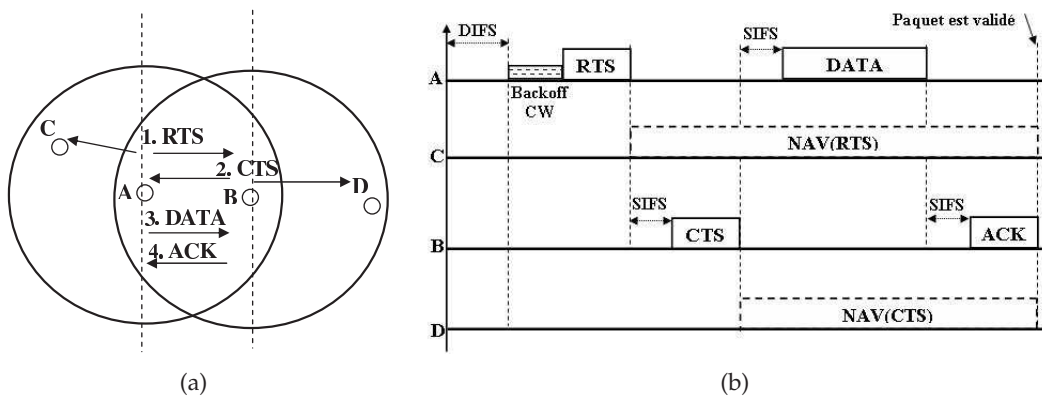 C
1. RTS
2. CTS
A
B
D
3. DATA
4. ACK
(a)
Paquet est validé
DIFS
SIFS
A
RTS
DATA
Backoff
CW
C
NAV(RTS)
SIFS
SIFS
B
CTS
ACK
D
NAV(CTS)
(b)